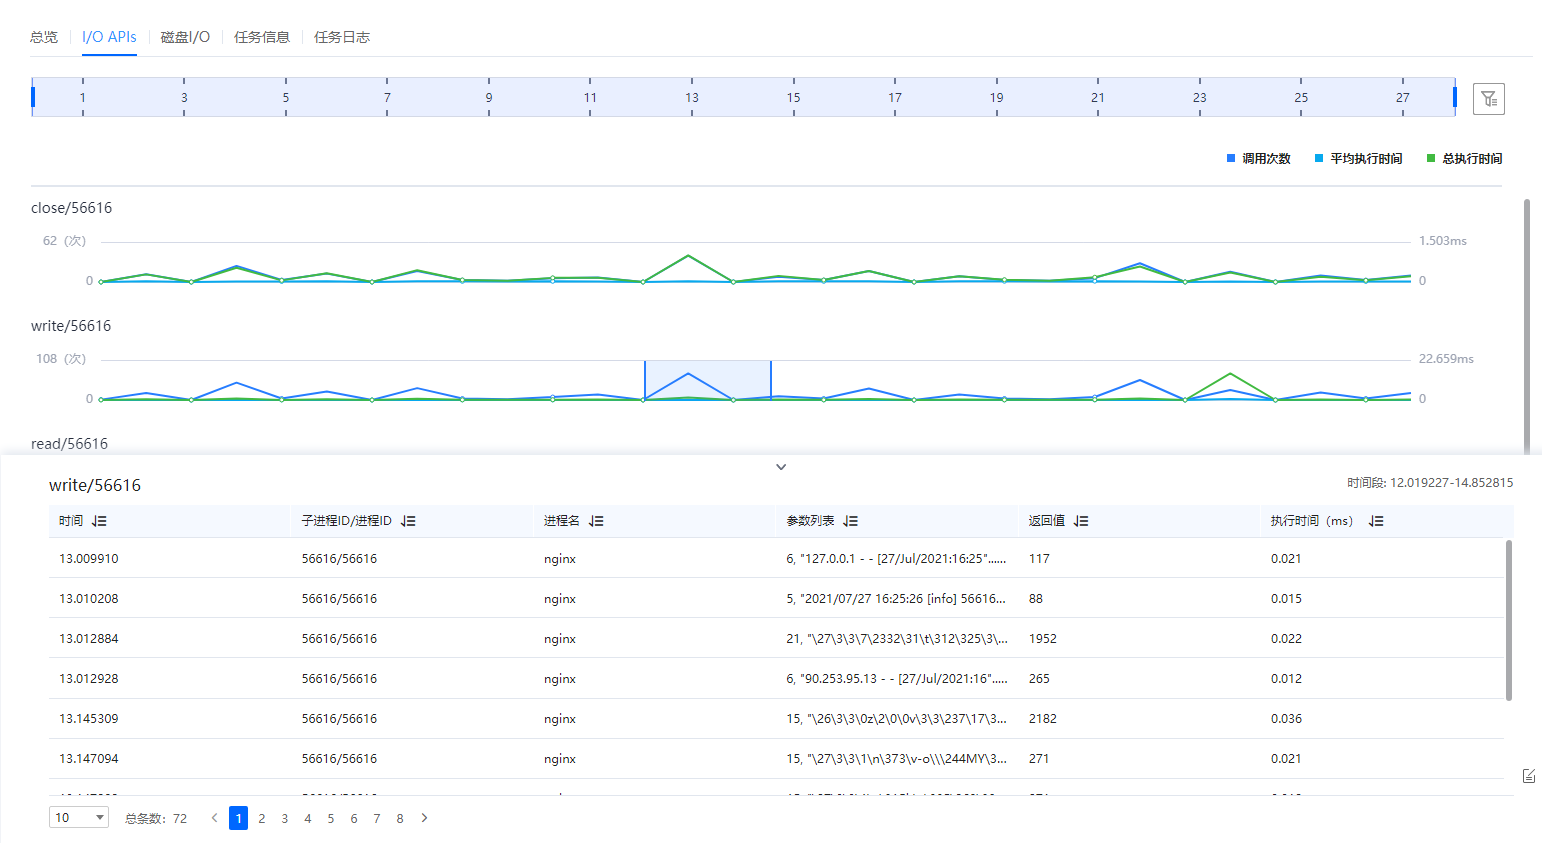 总览 I/O APIs 磁盘I/O 任务信息 任务日志
1 3 5 7 9 11 13 15 17 19 21 23 25 27
调用次数 平均执行时间 总执行时间
close/56616
62（次） 1.503ms
0 0
write/56616
108（次） 22.659ms
0 0
read/56616
write/56616 时间段: 12.019227-14.852815
时间 子进程ID/进程ID 进程名 参数列表 返回值 执行时间（ms）
13.009910 56616/56616 nginx 6, "127.0.0.1 - - [27/Jul/2021:16:25"...... 117 0.021
13.010208 56616/56616 nginx 5, "2021/07/27 16:25:26 [info] 56616... 88 0.015
13.012884 56616/56616 nginx 21, "\27\3\3\7\2332\31\t\312\325\3\... 1952 0.022
13.012928 56616/56616 nginx 6, "90.253.95.13 - - [27/Jul/2021:16"..... 265 0.012
13.145309 56616/56616 nginx 15, "\26\3\3\0z\2\0\0v\3\3\237\17\3... 2182 0.036
13.147094 56616/56616 nginx 15, "\27\3\3\1\n\373\v-o\\\244MY\3... 271 0.021
10 总条数: 72 1 2 3 4 5 6 7 8